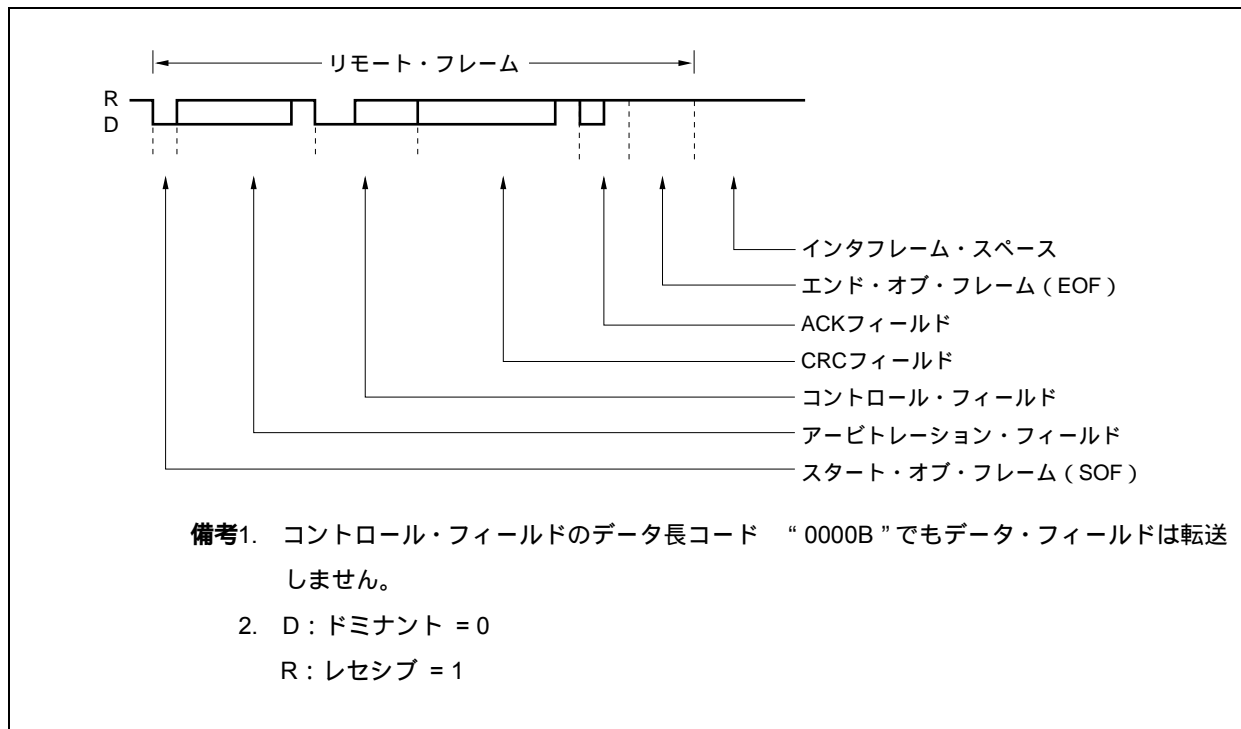 リモート・フレーム
R
D
インタフレーム・スペース
エンド・オブ・フレーム ( EOF )
ACKフィールド
CRCフィールド
コントロール・フィールド
アービトレーション・フィールド
スタート・オブ・フレーム ( SOF )
備考1. コントロール・フィールドのデータ長コード “ 0000B ” でもデータ・フィールドは転送
しません。
2. D:ドミナント = 0
R:レセシブ = 1